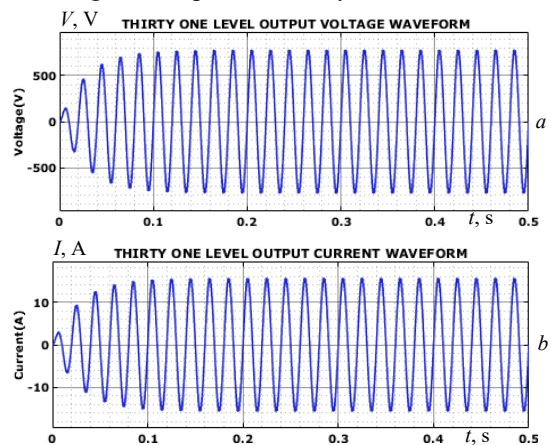 V, V
THIRTY ONE LEVEL OUTPUT VOLTAGE WAVEFORM
500
0
-500
Voltage(V)
a
0
0.1
0.2
0.3
0.4
0.5
t, s
I, A
THIRTY ONE LEVEL OUTPUT CURRENT WAVEFORM
10
0
-10
Current(A)
b
0
0.1
0.2
0.3
0.4
0.5
t, s